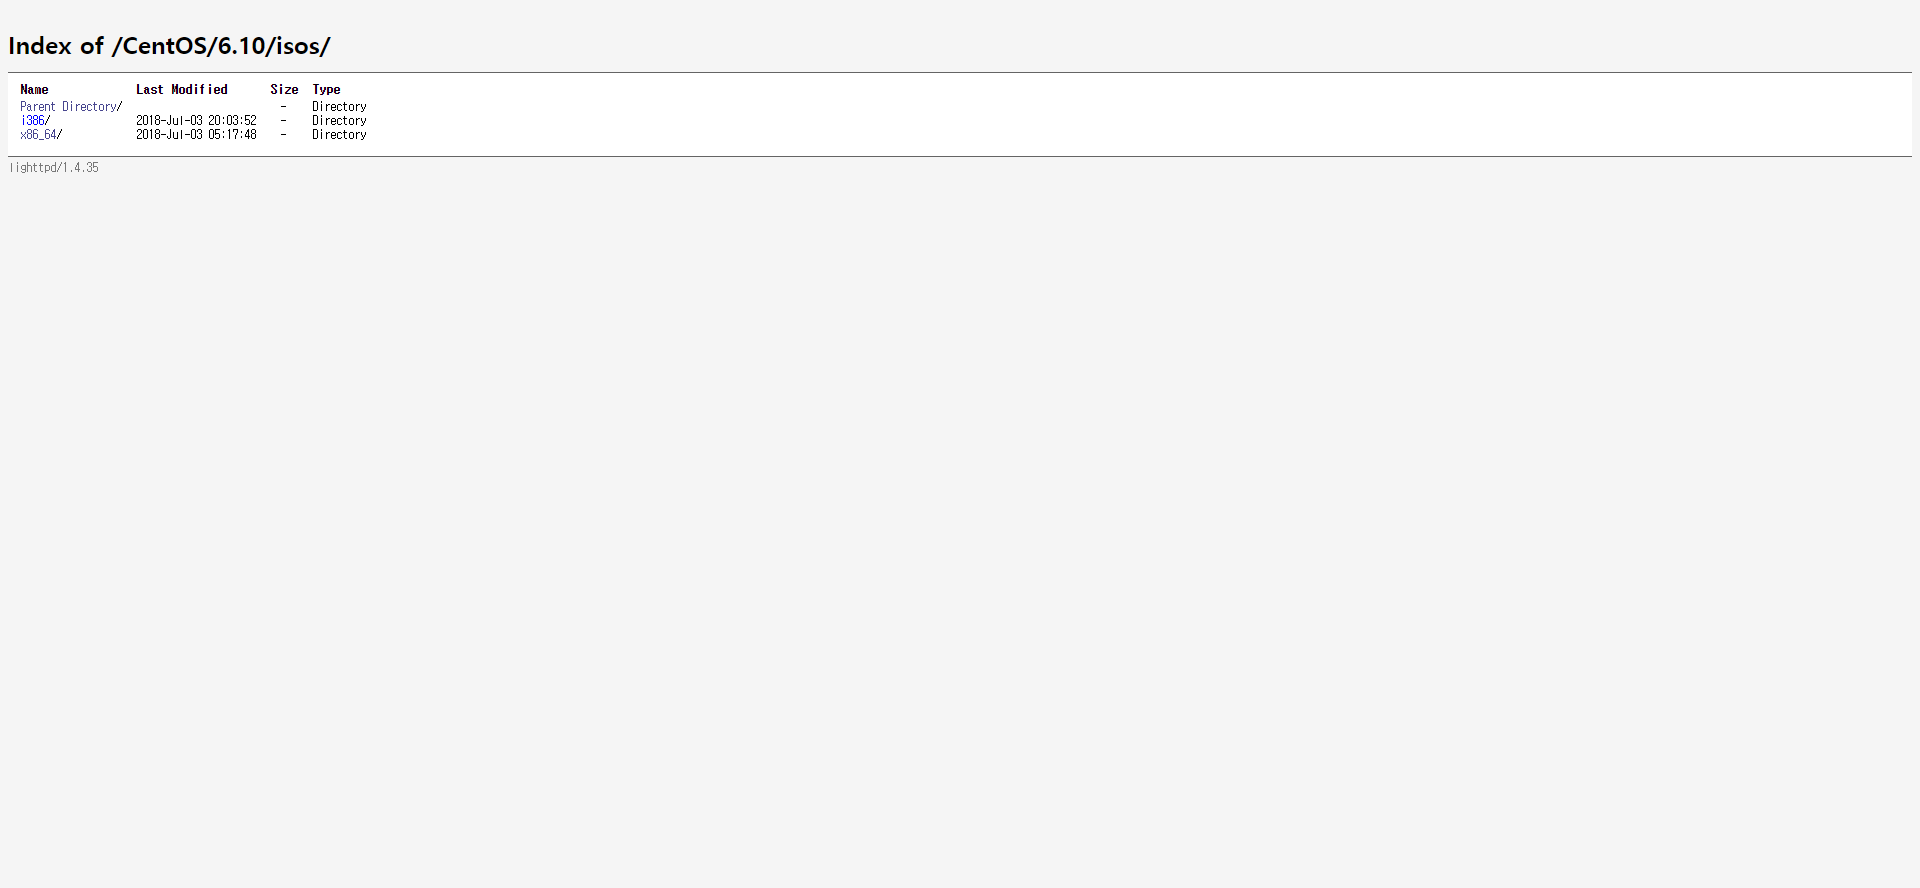 Index of /CentOS/6.10/isos/
Name Last Modified Size Type
Parent Directory/ - Directory
i386/ 2018-Jul-03 20:03:52 - Directory
x86_64/ 2018-Jul-03 05:17:48 - Directory
lighttpd/1.4.35